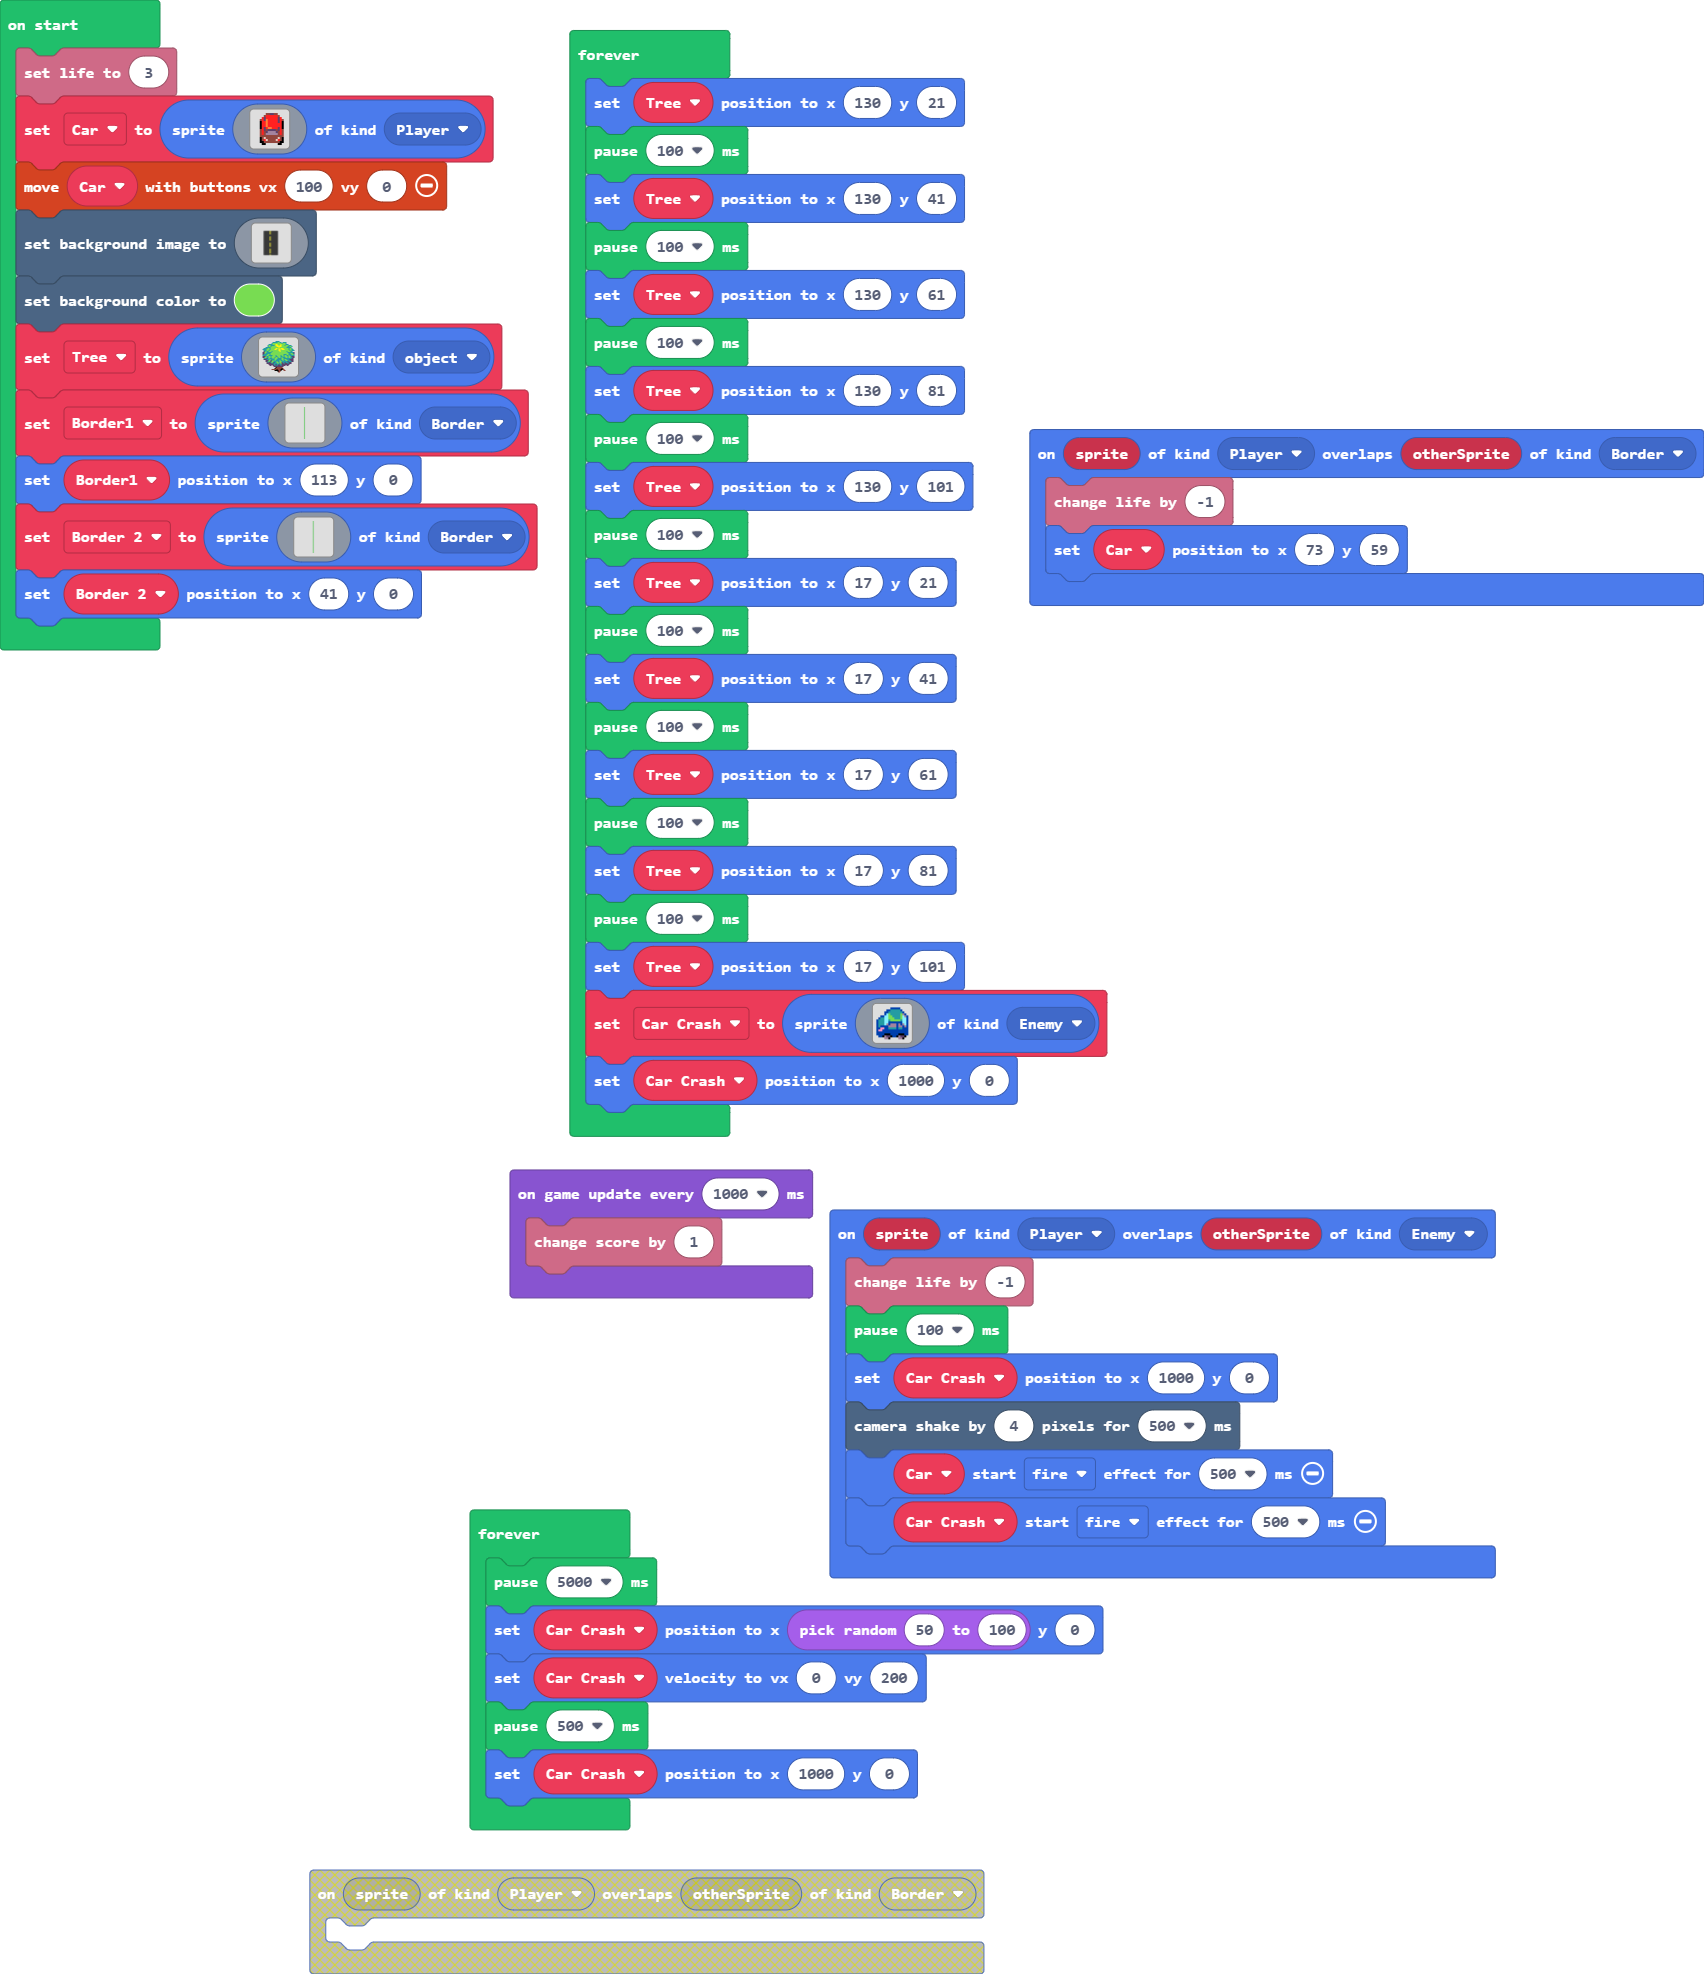 on start
set life to 3
set Car to sprite of kind Player
move Car with buttons vx 100 vy 0
set background image to
set background color to
set Tree to sprite of kind object
set Border1 to sprite of kind Border
set Border1 position to x 113 y 0
set Border 2 to sprite of kind Border
set Border 2 position to x 41 y 0
forever
set Tree position to x 130 y 21
pause 100 ms
set Tree position to x 130 y 41
pause 100 ms
set Tree position to x 130 y 61
pause 100 ms
set Tree position to x 130 y 81
pause 100 ms
set Tree position to x 130 y 101
pause 100 ms
set Tree position to x 17 y 21
pause 100 ms
set Tree position to x 17 y 41
pause 100 ms
set Tree position to x 17 y 61
pause 100 ms
set Tree position to x 17 y 81
pause 100 ms
set Tree position to x 17 y 101
set Car Crash to sprite of kind Enemy
set Car Crash position to x 1000 y 0
on sprite of kind Player overlaps otherSprite of kind Border
change life by -1
set Car position to x 73 y 59
on game update every 1000 ms
change score by 1
on sprite of kind Player overlaps otherSprite of kind Enemy
change life by -1
pause 100 ms
set Car Crash position to x 1000 y 0
camera shake by 4 pixels for 500 ms
Car start fire effect for 500 ms
Car Crash start fire effect for 500 ms
forever
pause 5000 ms
set Car Crash position to x pick random 50 to 100 y 0
set Car Crash velocity to vx 0 vy 200
pause 500 ms
set Car Crash position to x 1000 y 0
on sprite of kind Player overlaps otherSprite of kind Border